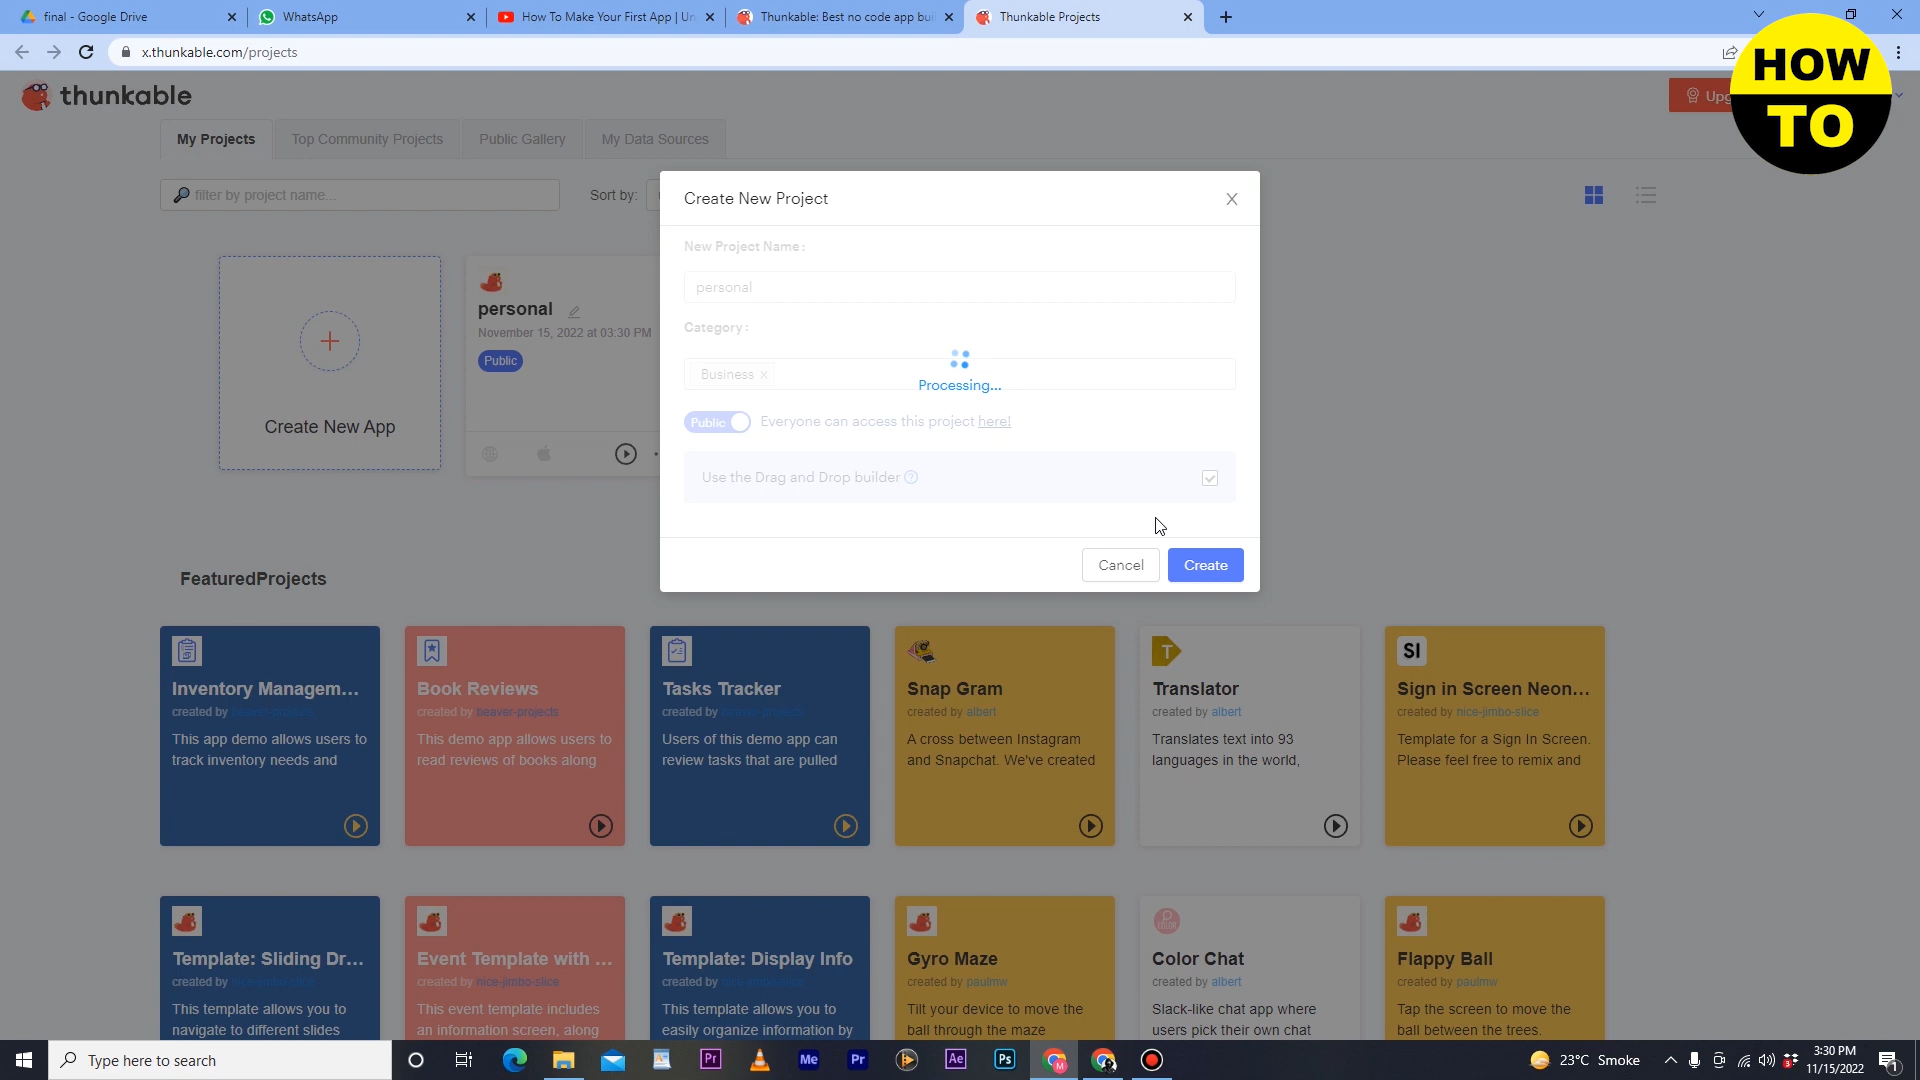 final - Google Drive
WhatsApp
How To Make Your First App | Un
Thunkable: Best no code app bui
Thunkable Projects
x.thunkable.com/projects
HOW
TO
thunkable
Upg
My Projects
Top Community Projects
Public Gallery
My Data Sources
filter by project name...
Sort by:
Create New Project
New Project Name:
personal
Category:
Business
Processing...
Public
Everyone can access this project here!
Use the Drag and Drop builder
Cancel
Create
personal
November 15, 2022 at 03:30 PM
Public
Create New App
FeaturedProjects
Inventory Managem...
created by
This app demo allows users to
track inventory needs and
Book Reviews
created by beaver-projects
This demo app allows users to
read reviews of books along
Tasks Tracker
created by
Users of this demo app can
review tasks that are pulled
Snap Gram
created by albert
A cross between Instagram
and Snapchat. We've created
T
Translator
created by albert
Translates text into 93
languages in the world,
SI
Sign in Screen Neon...
created by nice-jimbo-slice
Template for a Sign In Screen.
Please feel free to remix and
Template: Sliding Dr...
created by
This template allows you to
navigate to different slides
Event Template with ...
created by nice-jimbo-slice
This event template includes
an information screen, along
Template: Display Info
created by
This template allows you to
easily organize information by
Gyro Maze
created by paulmw
Tilt your device to move the
ball through the maze
COLOR
Color Chat
created by albert
Slack-like chat app where
users pick their own chat
Flappy Ball
created by paulmw
Tap the screen to move the
ball between the trees.
Type here to search
Pr
Me
Pr
Ae
Ps
M
23°C Smoke
3
3:30 PM
11/15/2022
1